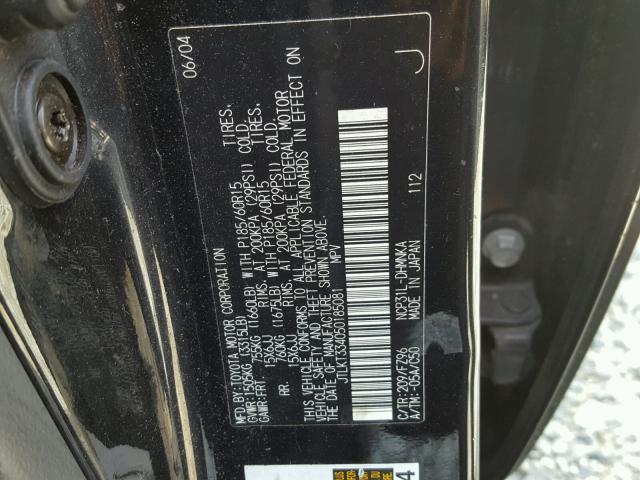 MFD.BY:TOYOTA MOTOR CORPORATION 06/04
GVWR:1505KG (3315LB)
GAWR:FRT 755KG (1660LB) WITH P185/60R15 TIRES.
15X6JJ RIMS. AT 200KPA (29PSI) COLD.
RR. 760KG (1675LB) WITH P185/60R15 TIRES.
15X6JJ RIMS. AT 200KPA (29PSI) COLD.
THIS VEHICLE CONFORMS TO ALL APPLICABLE FEDERAL MOTOR
VEHICLE SAFETY AND THEFT PREVENTION STANDARDS IN EFFECT ON
THE DATE OF MANUFACTURE SHOWN ABOVE.
JTLKT334050185081 MPV
C/TR:209/FZ96 NCP31L-DHMNKA
A/TM:-05A/C50 MADE IN JAPAN 112 J
4